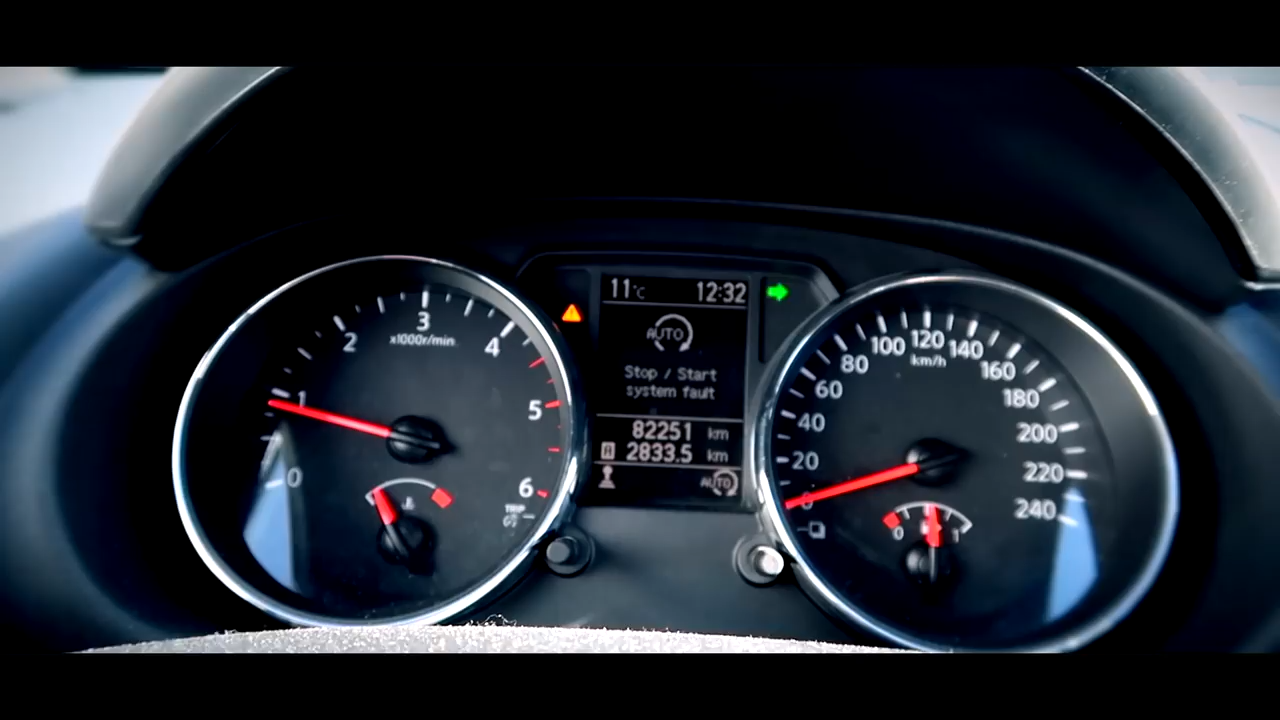 11°C 12:32
AUTO
Stop / Start
system fault
82251 km
A 2833.5 km
AUTO
0
1
2
3
4
5
6
x1000r/min
TRIP
0
20
40
60
80
100
120
140
160
180
200
220
240
km/h
0 1